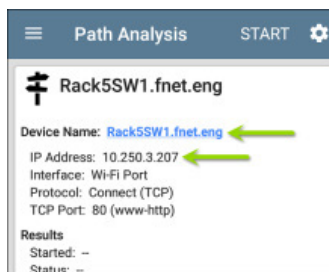 Path Analysis START
Rack5SW1.fnet.eng
Device Name: Rack5SW1.fnet.eng
IP Address: 10.250.3.207
Interface: Wi-Fi Port
Protocol: Connect (TCP)
TCP Port: 80 (www-http)
Results
Started: --
Status: --